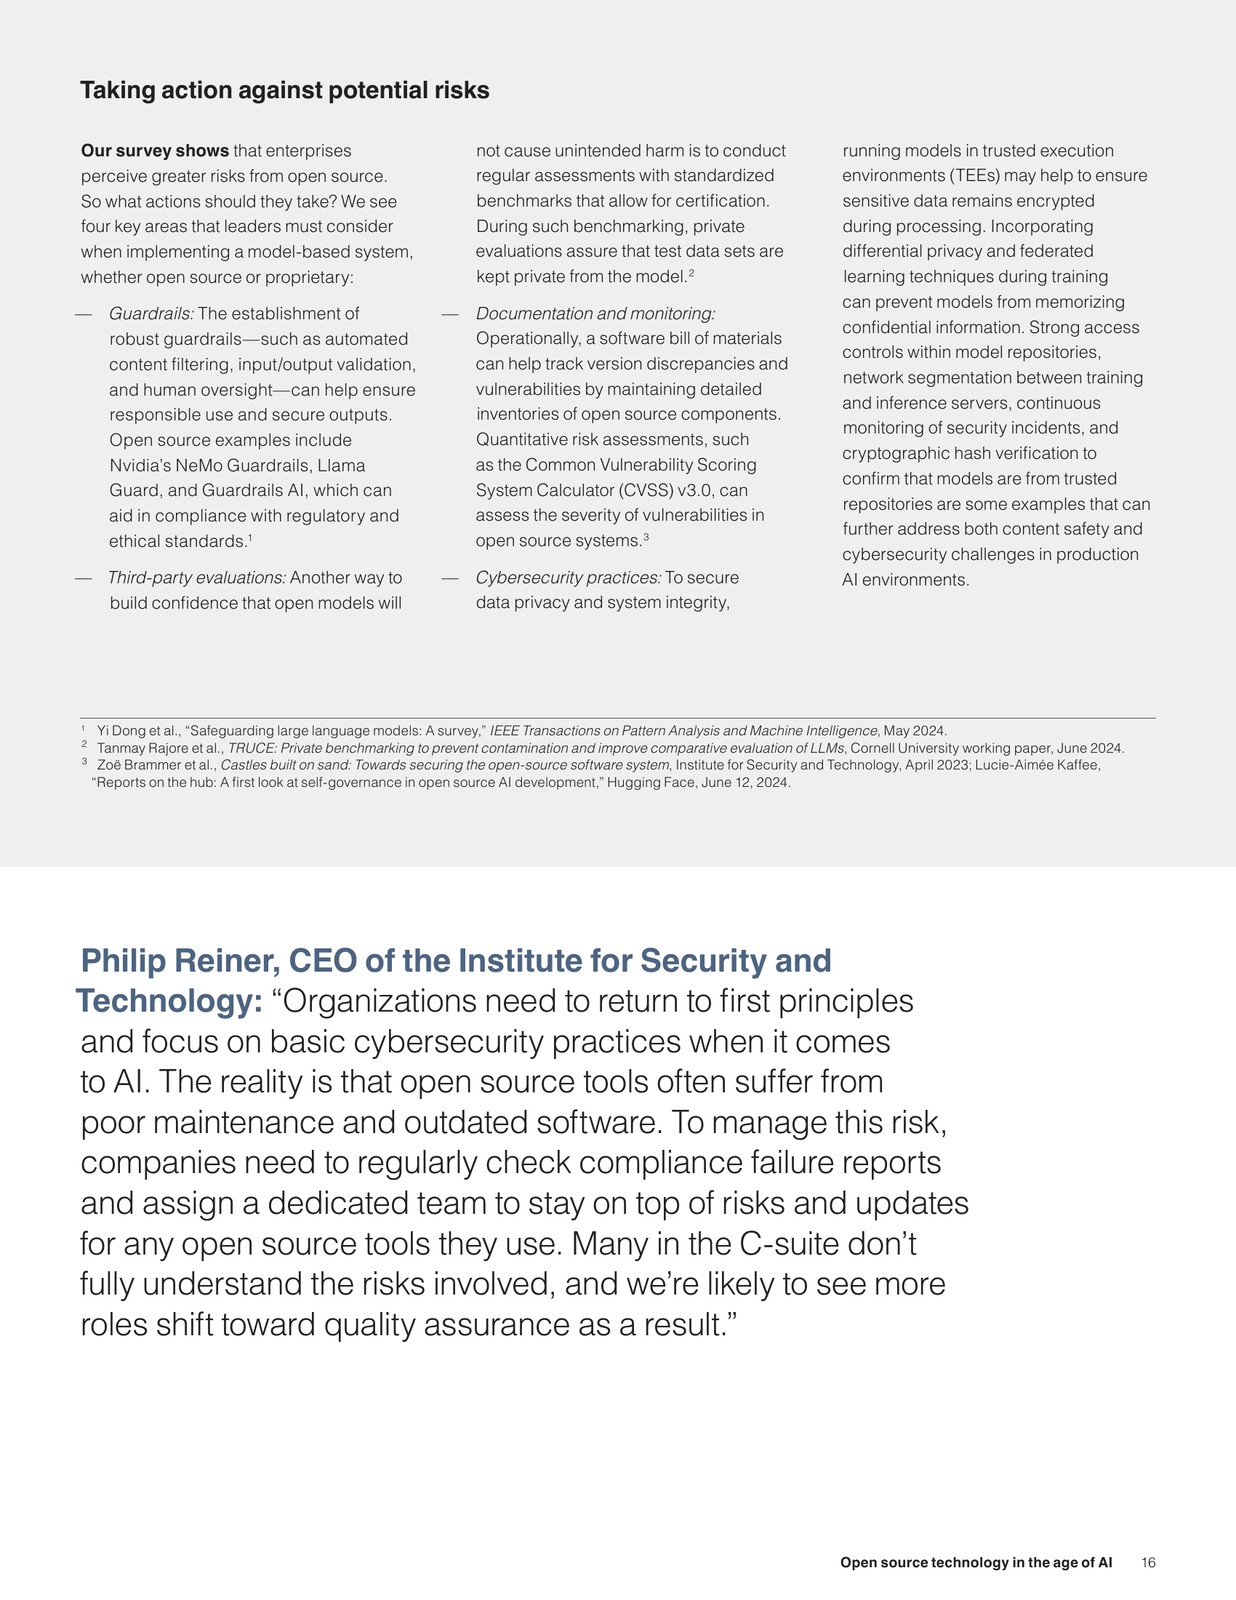 Taking action against potential risks
Our survey shows that enterprises
perceive greater risks from open source.
So what actions should they take? We see
four key areas that leaders must consider
when implementing a model-based system,
whether open source or proprietary:
— Guardrails: The establishment of
robust guardrails—such as automated
content filtering, input/output validation,
and human oversight—can help ensure
responsible use and secure outputs.
Open source examples include
Nvidia’s NeMo Guardrails, Llama
Guard, and Guardrails AI, which can
aid in compliance with regulatory and
ethical standards.¹
— Third-party evaluations: Another way to
build confidence that open models will
not cause unintended harm is to conduct
regular assessments with standardized
benchmarks that allow for certification.
During such benchmarking, private
evaluations assure that test data sets are
kept private from the model.²
— Documentation and monitoring:
Operationally, a software bill of materials
can help track version discrepancies and
vulnerabilities by maintaining detailed
inventories of open source components.
Quantitative risk assessments, such
as the Common Vulnerability Scoring
System Calculator (CVSS) v3.0, can
assess the severity of vulnerabilities in
open source systems.³
— Cybersecurity practices: To secure
data privacy and system integrity,
running models in trusted execution
environments (TEEs) may help to ensure
sensitive data remains encrypted
during processing. Incorporating
differential privacy and federated
learning techniques during training
can prevent models from memorizing
confidential information. Strong access
controls within model repositories,
network segmentation between training
and inference servers, continuous
monitoring of security incidents, and
cryptographic hash verification to
confirm that models are from trusted
repositories are some examples that can
further address both content safety and
cybersecurity challenges in production
AI environments.
¹ Yi Dong et al., “Safeguarding large language models: A survey,” IEEE Transactions on Pattern Analysis and Machine Intelligence, May 2024.
² Tanmay Rajore et al., TRUCE: Private benchmarking to prevent contamination and improve comparative evaluation of LLMs, Cornell University working paper, June 2024.
³ Zoë Brammer et al., Castles built on sand: Towards securing the open-source software system, Institute for Security and Technology, April 2023; Lucie-Aimée Kaffee,
“Reports on the hub: A first look at self-governance in open source AI development,” Hugging Face, June 12, 2024.
Philip Reiner, CEO of the Institute for Security and
Technology: “Organizations need to return to first principles
and focus on basic cybersecurity practices when it comes
to AI. The reality is that open source tools often suffer from
poor maintenance and outdated software. To manage this risk,
companies need to regularly check compliance failure reports
and assign a dedicated team to stay on top of risks and updates
for any open source tools they use. Many in the C-suite don’t
fully understand the risks involved, and we’re likely to see more
roles shift toward quality assurance as a result.”
Open source technology in the age of AI 16